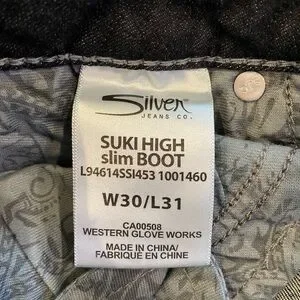 Silver
JEANS CO.
SUKI HIGH
slim BOOT
L94614SSI453 1001460
W30/L31
CA00508
WESTERN GLOVE WORKS
MADE IN CHINA/
FABRIQUÉ EN CHINE